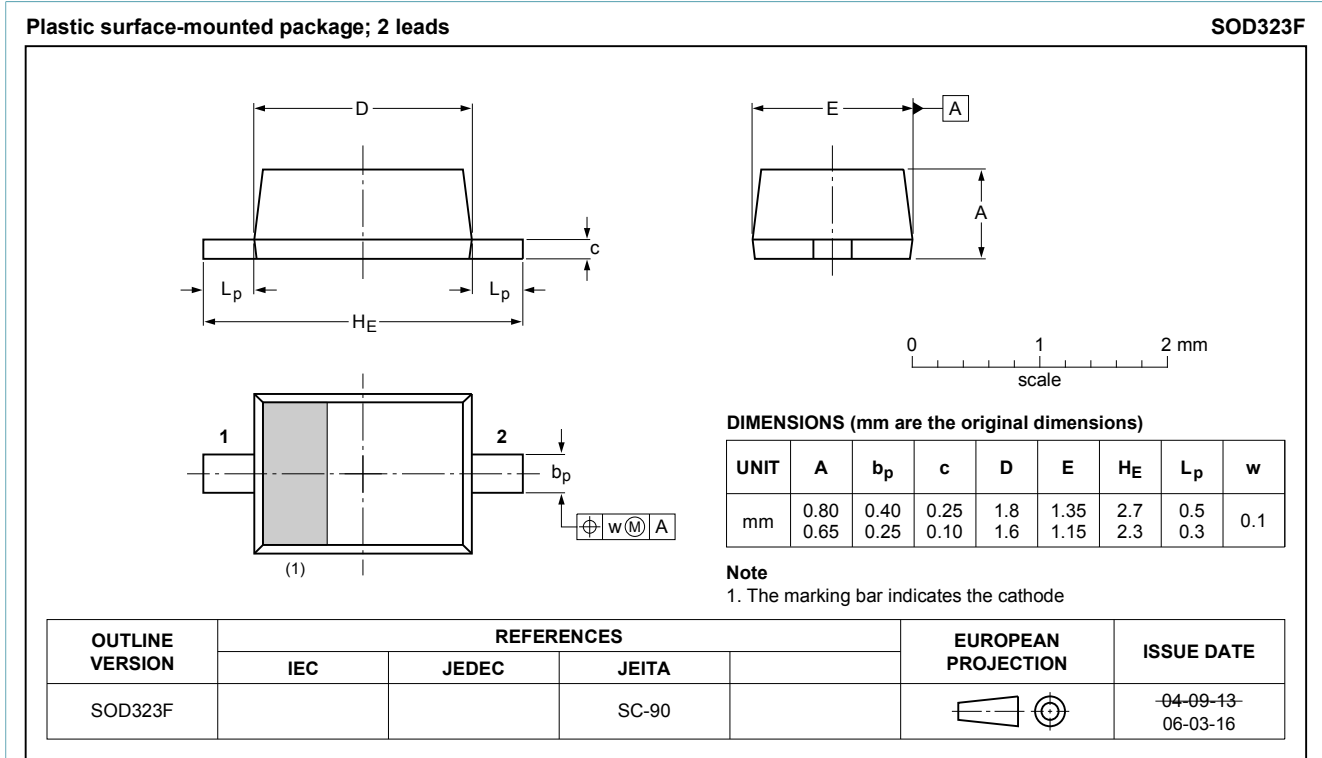 Plastic surface-mounted package; 2 leads SOD323F
D
E A
A
c
Lp Lp
HE
0 1 2 mm
scale
1 2
bp
w M A
(1)
DIMENSIONS (mm are the original dimensions)
UNIT A bp c D E HE Lp w
mm 0.80 0.40 0.25 1.8 1.35 2.7 0.5 0.1
0.65 0.25 0.10 1.6 1.15 2.3 0.3
Note
1. The marking bar indicates the cathode
OUTLINE VERSION REFERENCES EUROPEAN PROJECTION ISSUE DATE
IEC JEDEC JEITA
SOD323F SC-90 04-09-13
06-03-16